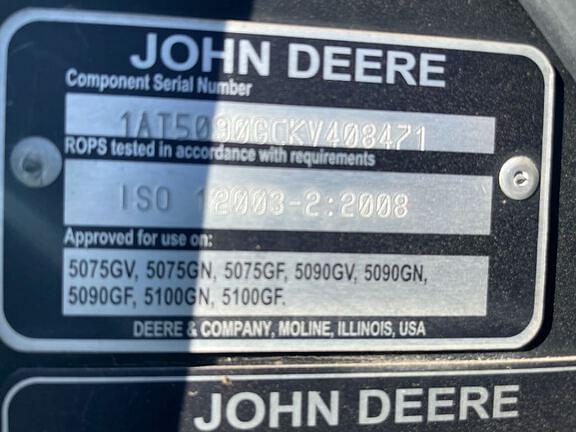 JOHN DEERE
Component Serial Number
1AT5090GCKV408471
ROPS tested in accordance with requirements
ISO 12003-2:2008
Approved for use on:
5075GV, 5075GN, 5075GF, 5090GV, 5090GN,
5090GF, 5100GN, 5100GF.
DEERE & COMPANY, MOLINE, ILLINOIS, USA
JOHN DEERE